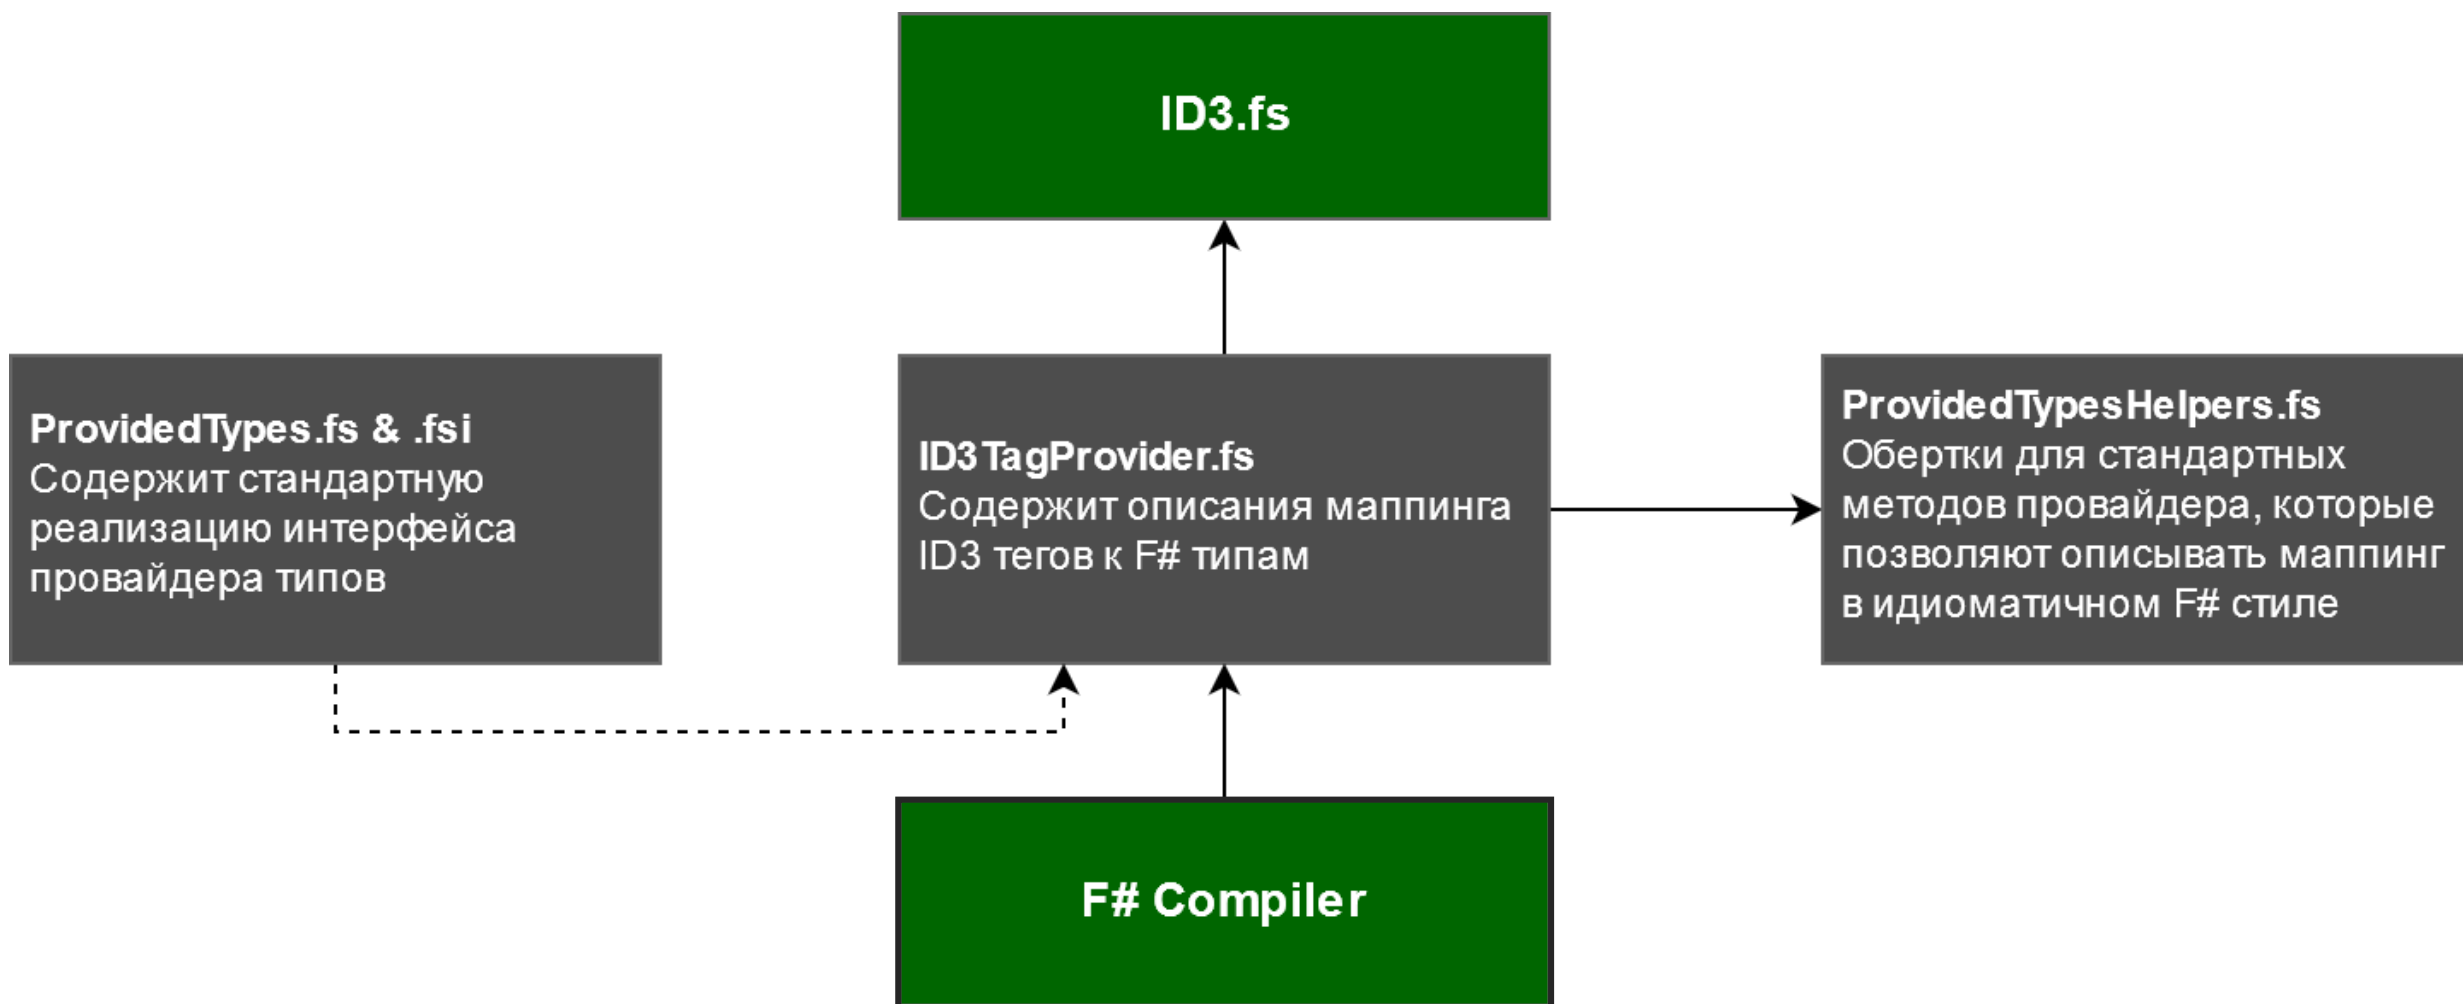 ID3.fs
ProvidedTypes.fs & .fsi
Содержит стандартную
реализацию интерфейса
провайдера типов
ID3TagProvider.fs
Содержит описания маппинга
ID3 тегов к F# типам
ProvidedTypesHelpers.fs
Обертки для стандартных
методов провайдера, которые
позволяют описывать маппинг
в идиоматичном F# стиле
F# Compiler